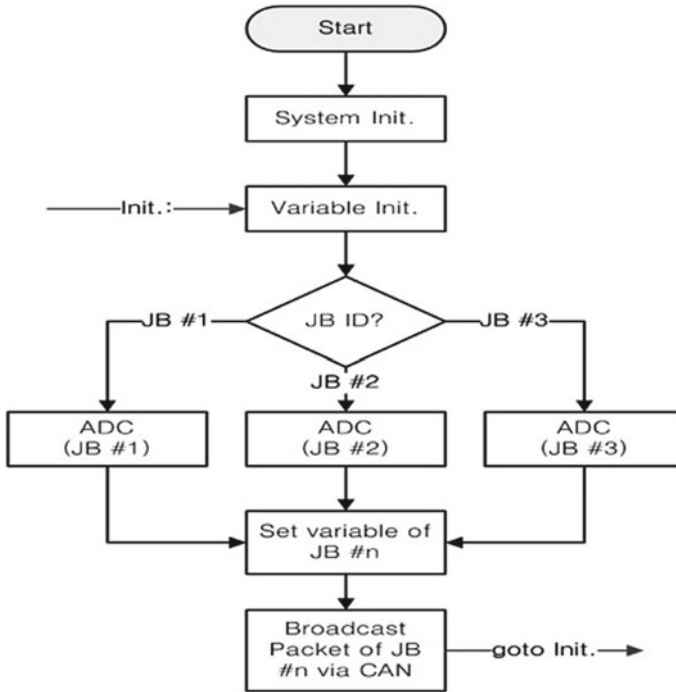 Start
System Init.
Init.:
Variable Init.
JB ID?
JB #1
JB #3
JB #2
ADC
(JB #1)
ADC
(JB #2)
ADC
(JB #3)
Set variable of
JB #n
Broadcast
Packet of JB
#n via CAN
goto Init.